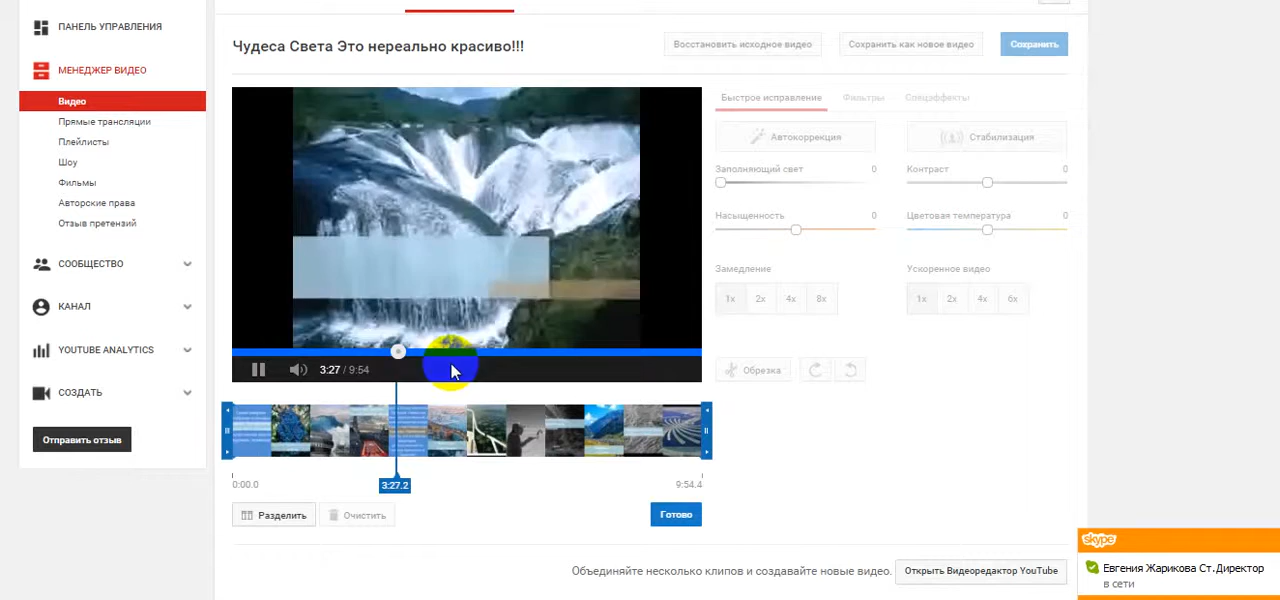 ПАНЕЛЬ УПРАВЛЕНИЯ
МЕНЕДЖЕР ВИДЕО
Видео
Прямые трансляции
Плейлисты
Шоу
Фильмы
Авторские права
Отзыв претензий
СООБЩЕСТВО
КАНАЛ
YOUTUBE ANALYTICS
СОЗДАТЬ
Отправить отзыв
Чудеса Света Это нереально красиво!!!
Восстановить исходное видео
Сохранить как новое видео
Сохранить
3:27 / 9:54
Быстрое исправление
Фильтры
Спецэффекты
Автокоррекция
Стабилизация
Заполняющий свет 0
Контраст 0
Насыщенность 0
Цветовая температура 0
Замедление
Ускоренное видео
1x 2x 4x 8x
1x 2x 4x 6x
Обрезка
0:00.0
3:27.2
9:54.4
Разделить
Очистить
Готово
Объединяйте несколько клипов и создавайте новые видео.
Открыть Видеоредактор YouTube
skype
Евгения Жарикова Ст.Директор
в сети